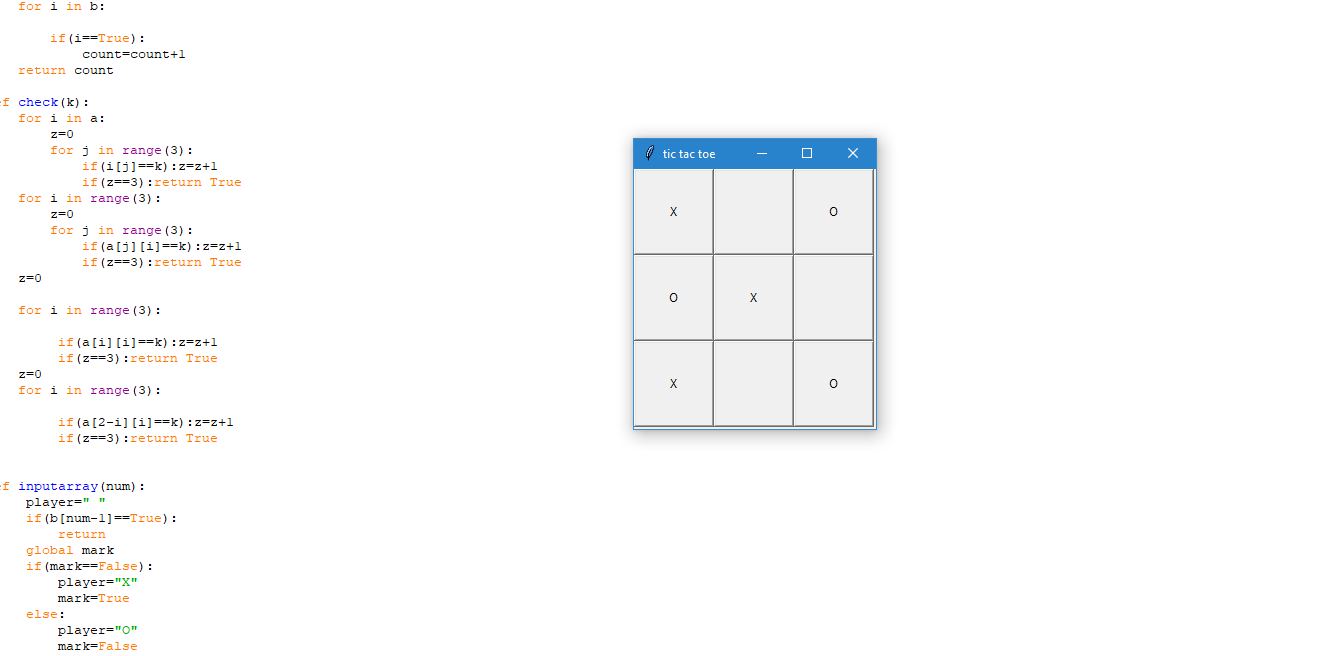 for i in b:
if(i==True):
count=count+1
return count
ef check(k):
for i in a:
z=0
for j in range(3):
if(i[j]==k):z=z+1
if(z==3):return True
for i in range(3):
z=0
for j in range(3):
if(a[j][i]==k):z=z+1
if(z==3):return True
z=0
for i in range(3):
if(a[i][i]==k):z=z+1
if(z==3):return True
z=0
for i in range(3):
if(a[2-i][i]==k):z=z+1
if(z==3):return True
ef inputarray(num):
player=" "
if(b[num-1]==True):
return
global mark
if(mark==False):
player="X"
mark=True
else:
player="O"
mark=False
tic tac toe
X O
O X
X O